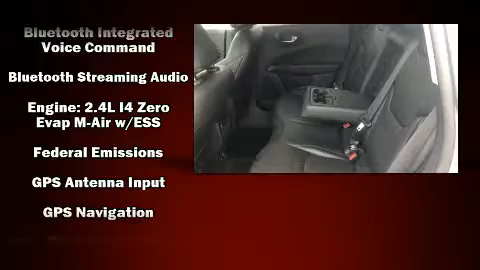 Bluetooth Integrated
Voice Command
Bluetooth Streaming Audio
Engine: 2.4L I4 Zero
Evap M-Air w/ESS
Federal Emissions
GPS Antenna Input
GPS Navigation